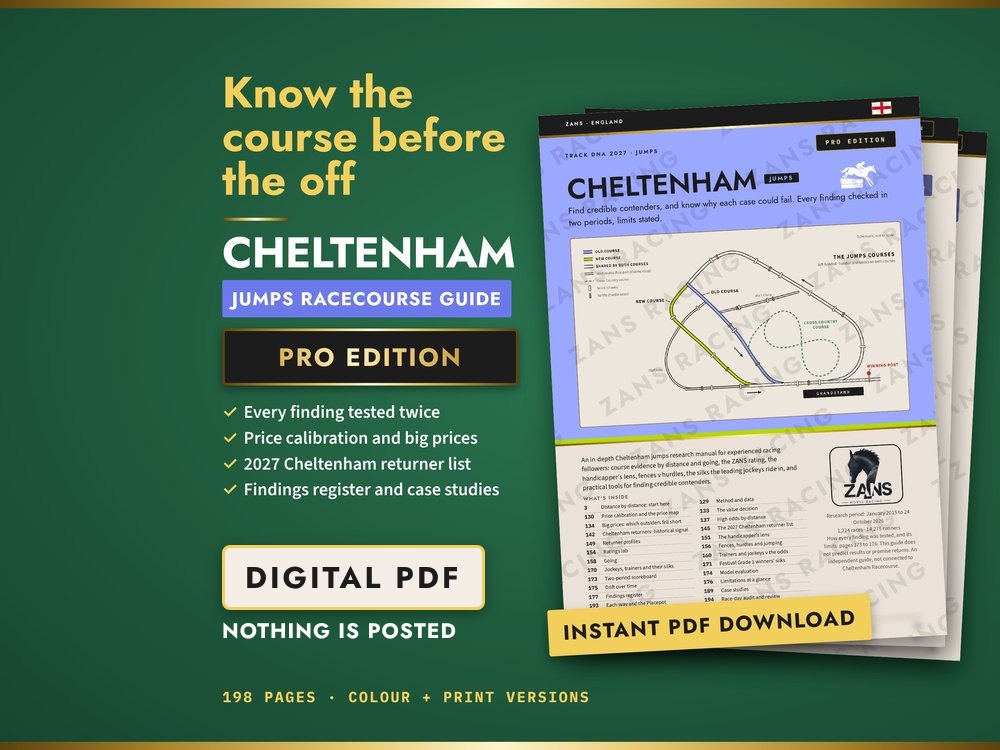 Know the
course before
the off
CHELTENHAM
JUMPS RACECOURSE GUIDE
PRO EDITION
Every finding tested twice
Price calibration and big prices
2027 Cheltenham returner list
Findings register and case studies
DIGITAL PDF
NOTHING IS POSTED
198 PAGES · COLOUR + PRINT VERSIONS
ZANS · ENGLAND
PRO EDITION
TRACK DNA 2027 · JUMPS
CHELTENHAM JUMPS
Find credible contenders, and know why each case could fail. Every finding checked in
two periods, limits stated.
OLD COURSE
NEW COURSE
SHARED BY BOTH COURSES
THE JUMPS COURSES
NEW COURSE
OLD COURSE
CROSS COUNTRY
COURSE
WINNING POST
GRANDSTAND
An in-depth Cheltenham jumps research manual for experienced racing
followers: course evidence by distance and going, the ZANS rating, the
handicapper's lens, fences v hurdles, the silks the leading jockeys ride in, and
practical tools for finding credible contenders.
WHAT'S INSIDE
3 Distance by distance: start here
130 Price calibration and the price map
134 Big prices: which outsiders fell short
142 Cheltenham returners: historical signal
149 Returner profiles
154 Ratings lab
158 Going
170 Jockeys, trainers and their silks
173 Two-period scoreboard
175 Drift over time
177 Findings register
193 Each-way and the Placepot
129 Method and data
133 The value decision
137 High odds by distance
145 The 2027 Cheltenham returner list
151 The handicapper's lens
156 Fences, hurdles and jumping
160 Trainers and jockeys v the odds
171 Festival Grade 1 winners' silks
174 Model evaluation
176 Limitations at a glance
189 Case studies
194 Race-day audit and review
ZANS
HORSE RACING
Research period: January 2015 to 24
October 2026
1,224 races · 14,275 runners
How every finding was tested, and its
limits: pages 173 to 176. This guide does
not predict results or promise returns. An
independent guide, not connected to
Cheltenham Racecourse.
INSTANT PDF DOWNLOAD
ZANS RACING